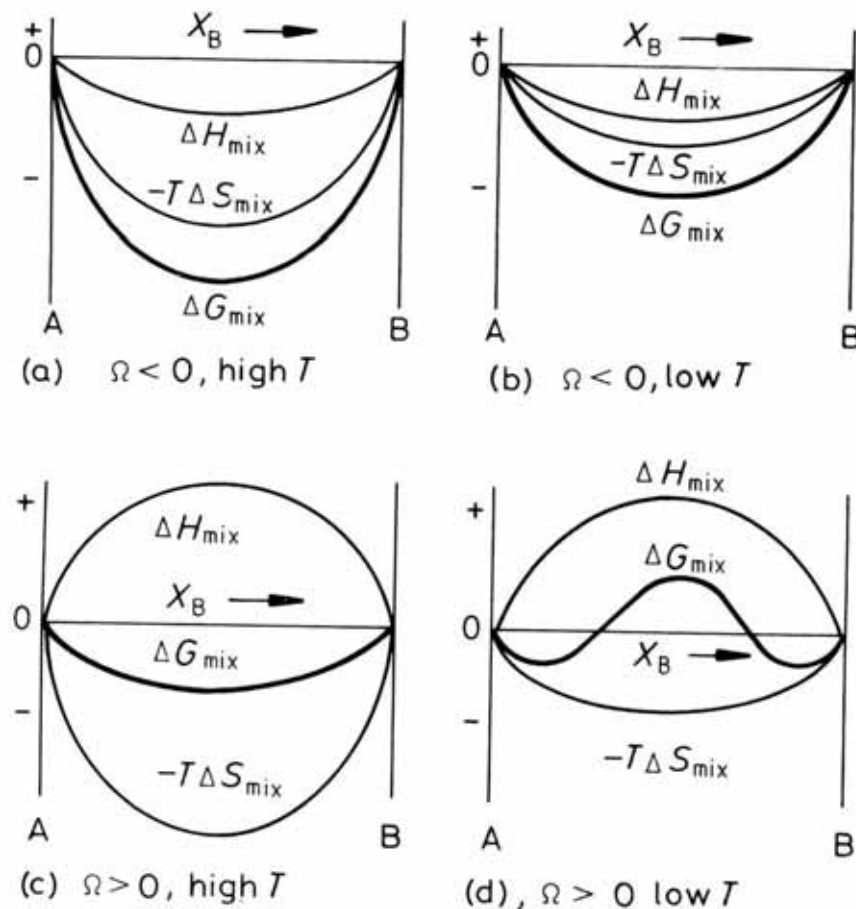 +
X_B →
0
ΔH_mix
−
−TΔS_mix
ΔG_mix
A B
(a) Ω < 0, high T
+
X_B →
0
ΔH_mix
−TΔS_mix
−
ΔG_mix
A B
(b) Ω < 0, low T
+
ΔH_mix
X_B →
0
ΔG_mix
−
−TΔS_mix
A B
(c) Ω > 0, high T
ΔH_mix
+
ΔG_mix
0
X_B →
−
−TΔS_mix
A B
(d), Ω > 0 low T